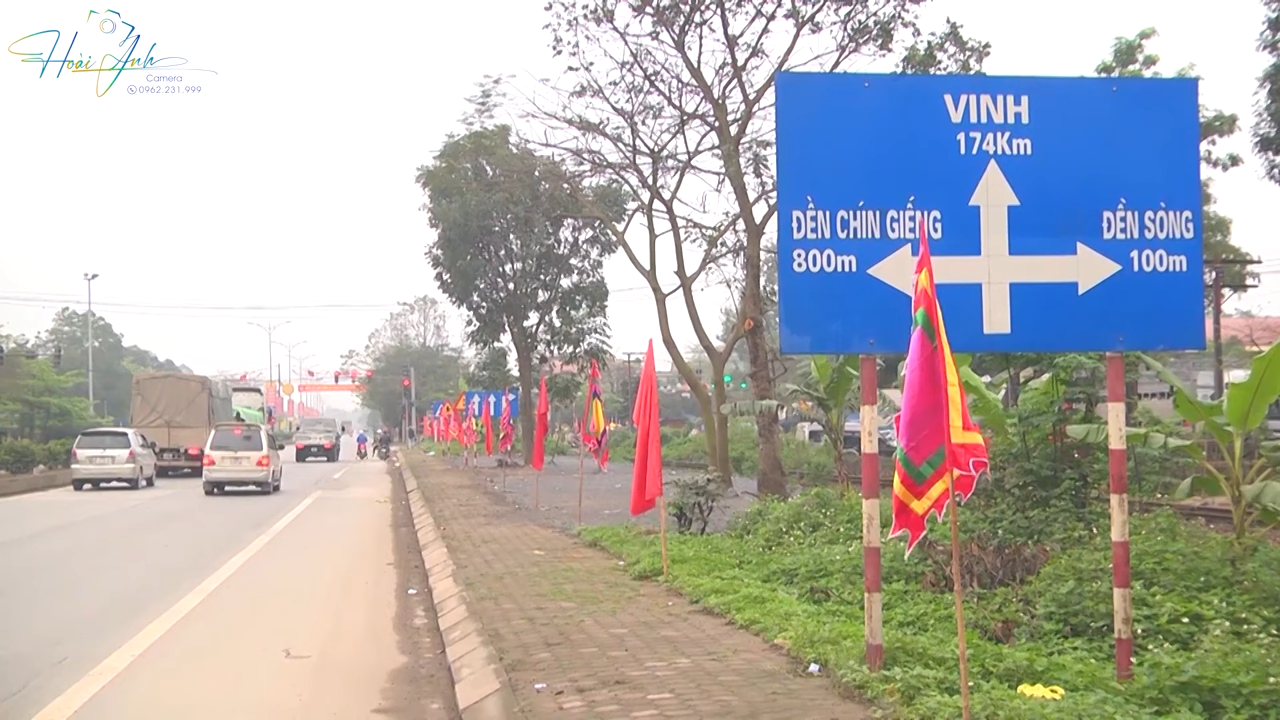 Hoài Anh
Camera
0962.231.999
VINH
174Km
ĐỀN CHÍN GIẾNG
800m
ĐỀN SÒNG
100m